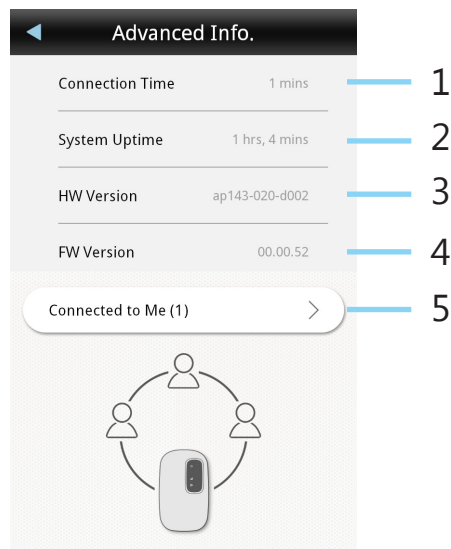 Advanced Info.
Connection Time 1 mins 1
System Uptime 1 hrs, 4 mins 2
HW Version ap143-020-d002 3
FW Version 00.00.52 4
Connected to Me (1) 5